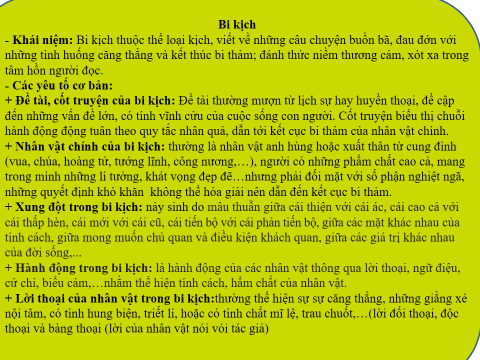 Bi kịch
- Khái niệm: Bi kịch thuộc thể loại kịch, viết về những câu chuyện buồn bã, đau đớn với
những tình huống căng thẳng và kết thúc bi thảm; đánh thức niềm thương cảm, xót xa trong
tâm hồn người đọc.
- Các yếu tố cơ bản:
+ Đề tài, cốt truyện của bi kịch: Đề tài thường mượn từ lịch sự hay huyền thoại, đề cập
đến những vấn đề lớn, có tính vĩnh cửu của cuộc sống con người. Cốt truyện biểu thị chuỗi
hành động động tuân theo quy tắc nhân quả, dẫn tới kết cục bi thảm của nhân vật chính.
+ Nhân vật chính của bi kịch: thường là nhân vật anh hùng hoặc xuất thân từ cung đình
(vua, chúa, hoàng tử, tướng lĩnh, công nương,…), người có những phẩm chất cao cả, mang
trong mình những lí tưởng, khát vọng đẹp đẽ…nhưng phải đối mặt với số phận nghiệt ngã,
những quyết định khó khăn không thể hóa giải nên dẫn đến kết cục bi thảm.
+ Xung đột trong bi kịch: nảy sinh do mâu thuẫn giữa cái thiện với cái ác, cái cao cả với
cái thấp hèn, cái mới với cái cũ, cái tiến bộ với cái phản tiến bộ, giữa các mặt khác nhau của
tính cách, giữa mong muốn chủ quan và điều kiện khách quan, giữa các giá trị khác nhau
của đời sống,...
+ Hành động trong bi kịch: là hành động của các nhân vật thông qua lời thoại, ngữ điệu,
cử chỉ, biểu cảm,…nhằm thể hiện tính cách, hẩm chất của nhân vật.
+ Lời thoại của nhân vật trong bi kịch:thường thể hiện sự sự căng thẳng, những giằng xé
nội tâm, có tính hung biện, triết lí, hoặc có tính chất mĩ lệ, trau chuốt,…(lời đối thoại, độc
thoại và bàng thoại (lời của nhân vật nói vói tác giả)